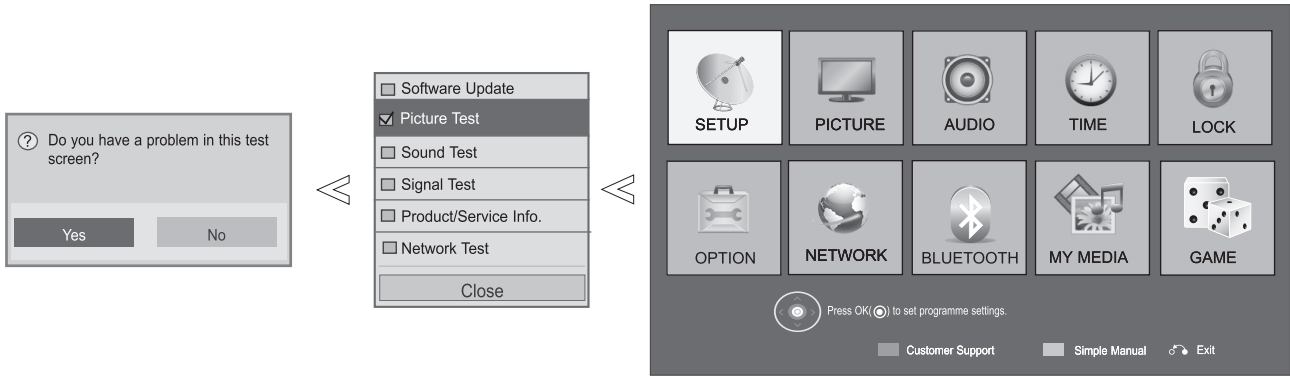 Do you have a problem in this test
screen?
Yes
No
Software Update
Picture Test
Sound Test
Signal Test
Product/Service Info.
Network Test
Close
SETUP
PICTURE
AUDIO
TIME
LOCK
OPTION
NETWORK
BLUETOOTH
MY MEDIA
GAME
Press OK(◉) to set programme settings.
Customer Support
Simple Manual
Exit